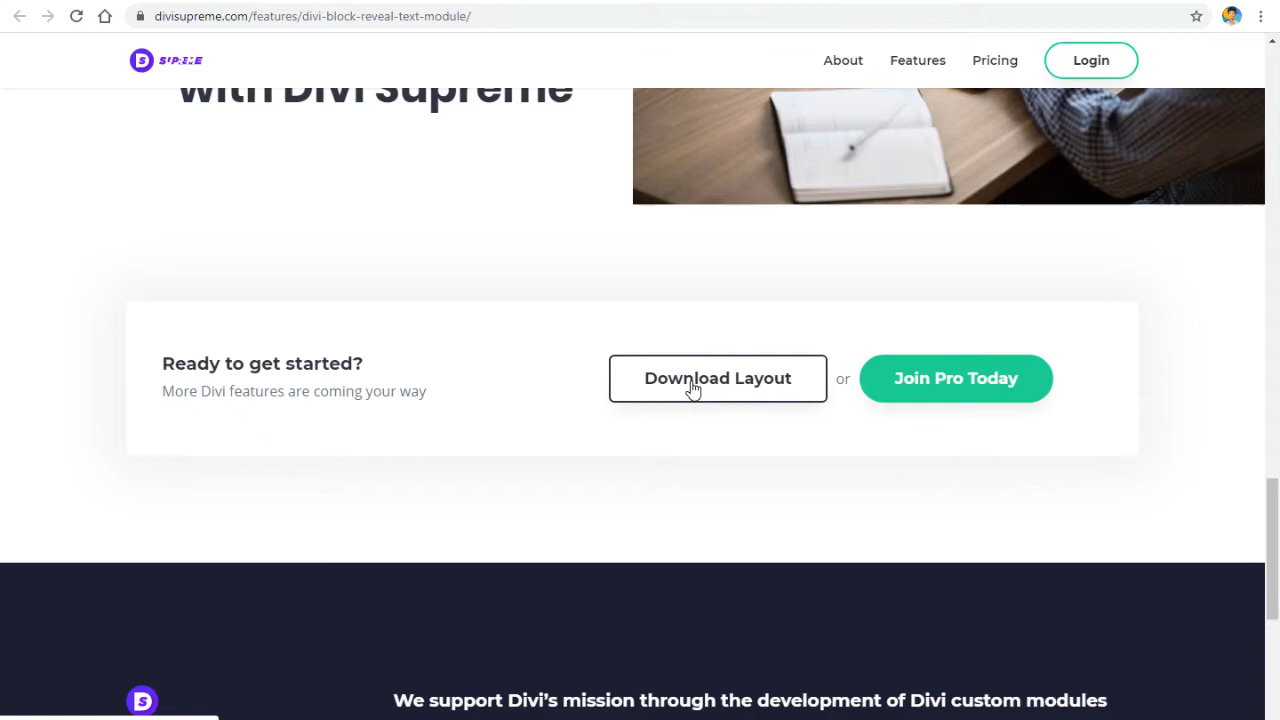 divisupreme.com/features/divi-block-reveal-text-module/
SUPREME
About
Features
Pricing
Login
with Divi Supreme
Ready to get started?
More Divi features are coming your way
Download Layout
or
Join Pro Today
We support Divi's mission through the development of Divi custom modules